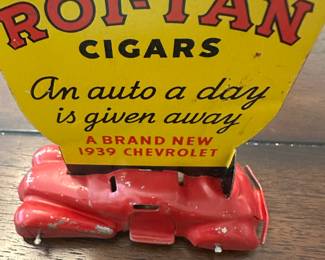 ROI-TAN
CIGARS
An auto a day
is given away
A BRAND NEW
1939 CHEVROLET